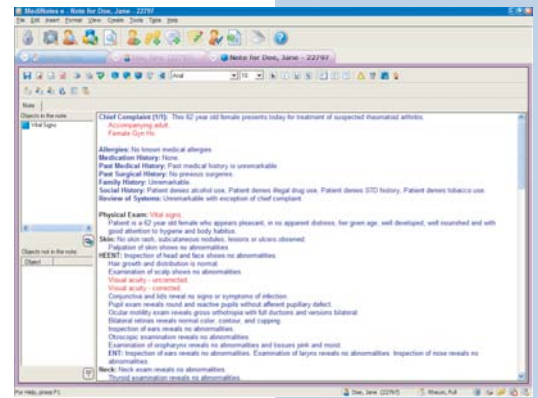 MediNotes e : Note for Doe, Jane - 22797
File Edit Insert Format View Create Tools Type Help
Note for Doe, Jane - 22797
Arial 10
Note
Objects in the note
Vital Signs
Objects not in the note
Object
Chief Complaint (1/1): This 62 year old female presents today for treatment of suspected rheumatoid arthritis.
Accompanying adult.
Female Gyn Hx.
Allergies: No known medical allergies.
Medication History: None.
Past Medical History: Past medical history is unremarkable.
Past Surgical History: No previous surgeries.
Family History: Unremarkable.
Social History: Patient denies alcohol use, Patient denies illegal drug use, Patient denies STD history, Patient denies tobacco use.
Review of Systems: Unremarkable with exception of chief complaint.
Physical Exam: Vital signs.
Patient is a 62 year old female who appears pleasant, in no apparent distress, her given age, well developed, well nourished and with
good attention to hygiene and body habitus.
Skin: No skin rash, subcutaneous nodules, lesions or ulcers observed.
Palpation of skin shows no abnormalities.
HEENT: Inspection of head and face shows no abnormalities.
Hair growth and distribution is normal.
Examination of scalp shows no abnormalities.
Visual acuity - uncorrected.
Visual acuity - corrected.
Conjunctiva and lids reveal no signs or symptoms of infection.
Pupil exam reveals round and reactive pupils without afferent pupillary defect.
Ocular motility exam reveals gross orthotropia with full ductions and versions bilateral.
Bilateral retinas reveals normal color, contour, and cupping.
Inspection of ears reveals no abnormalities.
Otoscopic examination reveals no abnormalities.
Examination of oropharynx reveals no abnormalities and tissues pink and moist.
ENT: Inspection of ears reveals no abnormalities. Examination of larynx reveals no abnormalities. Inspection of nose reveals no
abnormalities.
Neck: Neck exam reveals no abnormalities.
Thyroid examination reveals no abnormalities.
For Help, press F1
Doe, Jane (22797)
Rheum, Full